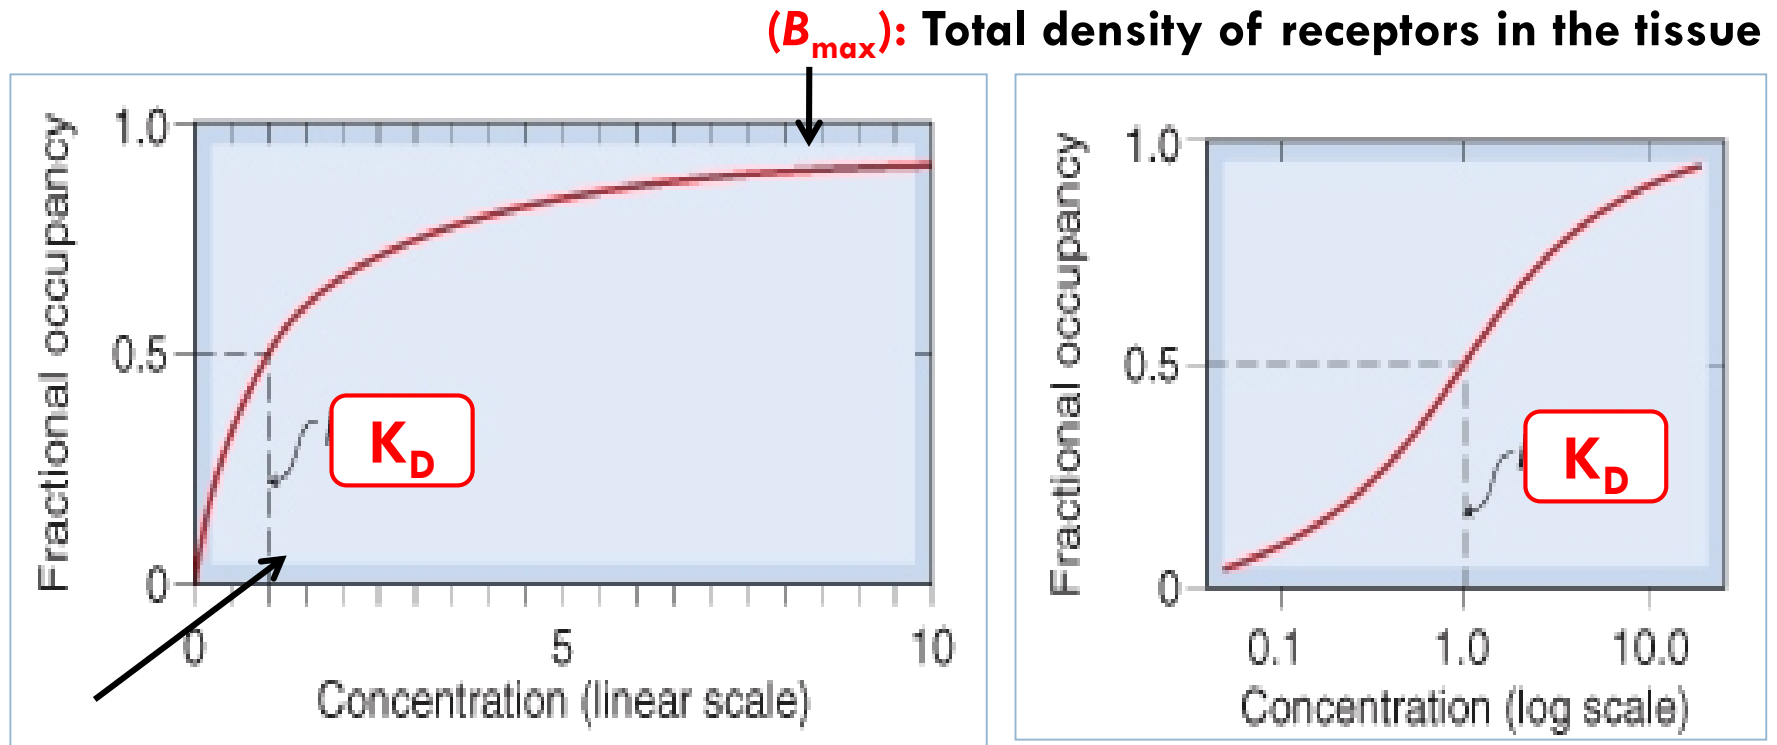 (Bmax): Total density of receptors in the tissue
Fractional occupancy
1.0
0.5
0
KD
0
5
10
Concentration (linear scale)
Fractional occupancy
1.0
0.5
0
KD
0.1
1.0
10.0
Concentration (log scale)